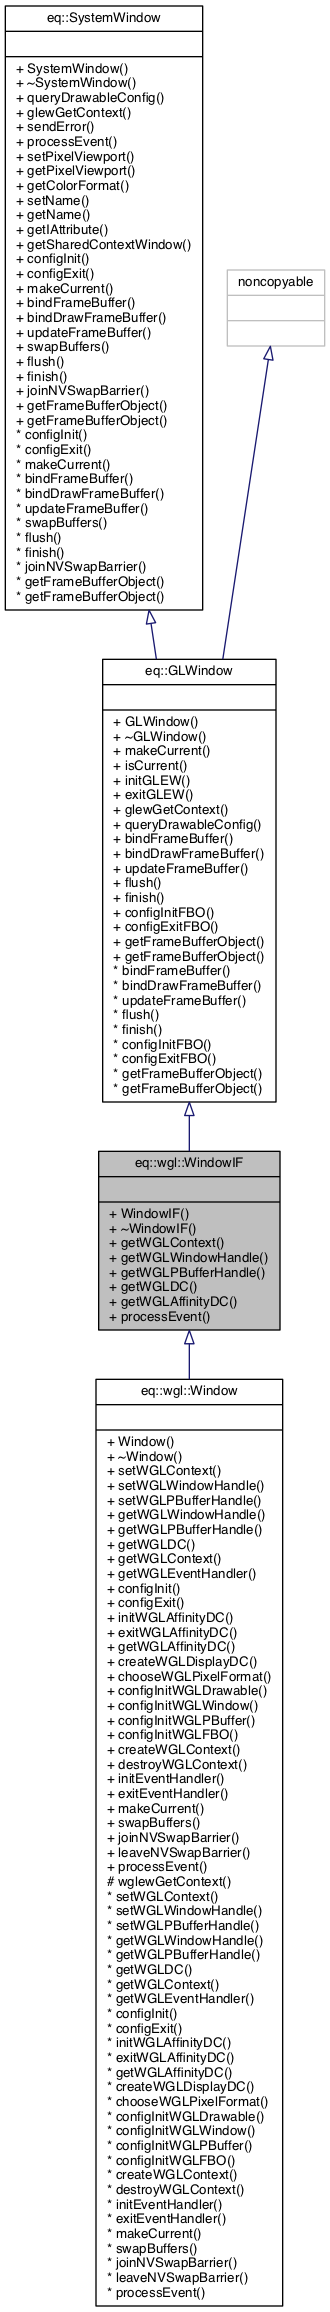 eq::SystemWindow
+ SystemWindow()
+ ~SystemWindow()
+ queryDrawableConfig()
+ glewGetContext()
+ sendError()
+ processEvent()
+ setPixelViewport()
+ getPixelViewport()
+ getColorFormat()
+ setName()
+ getName()
+ getIAttribute()
+ getSharedContextWindow()
+ configInit()
+ configExit()
+ makeCurrent()
+ bindFrameBuffer()
+ bindDrawFrameBuffer()
+ updateFrameBuffer()
+ swapBuffers()
+ flush()
+ finish()
+ joinNVSwapBarrier()
+ getFrameBufferObject()
+ getFrameBufferObject()
* configInit()
* configExit()
* makeCurrent()
* bindFrameBuffer()
* bindDrawFrameBuffer()
* updateFrameBuffer()
* swapBuffers()
* flush()
* finish()
* joinNVSwapBarrier()
* getFrameBufferObject()
* getFrameBufferObject()
noncopyable
eq::GLWindow
+ GLWindow()
+ ~GLWindow()
+ makeCurrent()
+ isCurrent()
+ initGLEW()
+ exitGLEW()
+ glewGetContext()
+ queryDrawableConfig()
+ bindFrameBuffer()
+ bindDrawFrameBuffer()
+ updateFrameBuffer()
+ flush()
+ finish()
+ configInitFBO()
+ configExitFBO()
+ getFrameBufferObject()
+ getFrameBufferObject()
* bindFrameBuffer()
* bindDrawFrameBuffer()
* updateFrameBuffer()
* flush()
* finish()
* configInitFBO()
* configExitFBO()
* getFrameBufferObject()
* getFrameBufferObject()
eq::wgl::WindowIF
+ WindowIF()
+ ~WindowIF()
+ getWGLContext()
+ getWGLWindowHandle()
+ getWGLPBufferHandle()
+ getWGLDC()
+ getWGLAffinityDC()
+ processEvent()
eq::wgl::Window
+ Window()
+ ~Window()
+ setWGLContext()
+ setWGLWindowHandle()
+ setWGLPBufferHandle()
+ getWGLWindowHandle()
+ getWGLPBufferHandle()
+ getWGLDC()
+ getWGLContext()
+ getWGLEventHandler()
+ configInit()
+ configExit()
+ initWGLAffinityDC()
+ exitWGLAffinityDC()
+ getWGLAffinityDC()
+ createWGLDisplayDC()
+ chooseWGLPixelFormat()
+ configInitWGLDrawable()
+ configInitWGLWindow()
+ configInitWGLPBuffer()
+ configInitWGLFBO()
+ createWGLContext()
+ destroyWGLContext()
+ initEventHandler()
+ exitEventHandler()
+ makeCurrent()
+ swapBuffers()
+ joinNVSwapBarrier()
+ leaveNVSwapBarrier()
+ processEvent()
# wglewGetContext()
* setWGLContext()
* setWGLWindowHandle()
* setWGLPBufferHandle()
* getWGLWindowHandle()
* getWGLPBufferHandle()
* getWGLDC()
* getWGLContext()
* getWGLEventHandler()
* configInit()
* configExit()
* initWGLAffinityDC()
* exitWGLAffinityDC()
* getWGLAffinityDC()
* createWGLDisplayDC()
* chooseWGLPixelFormat()
* configInitWGLDrawable()
* configInitWGLWindow()
* configInitWGLPBuffer()
* configInitWGLFBO()
* createWGLContext()
* destroyWGLContext()
* initEventHandler()
* exitEventHandler()
* makeCurrent()
* swapBuffers()
* joinNVSwapBarrier()
* leaveNVSwapBarrier()
* processEvent()